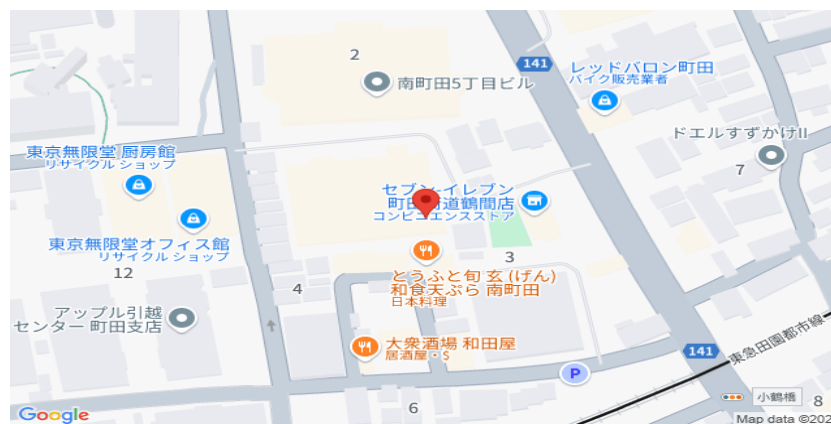 2
141
南町田5丁目ビル
レッドバロン町田
バイク販売業者
ドエルすずかけII
7
東京無限堂 厨房館
リサイクル ショップ
セブン-イレブン
町田街道鶴間店
コンビニエンスストア
東京無限堂オフィス館
リサイクル ショップ
3
12
とうふと旬 玄 (げん)
和食天ぷら 南町田
日本料理
4
アップル引越
センター 町田支店
大衆酒場 和田屋
居酒屋・$
141
東急田園都市線
P
小鶴橋
8
6
Google
Map data ©202